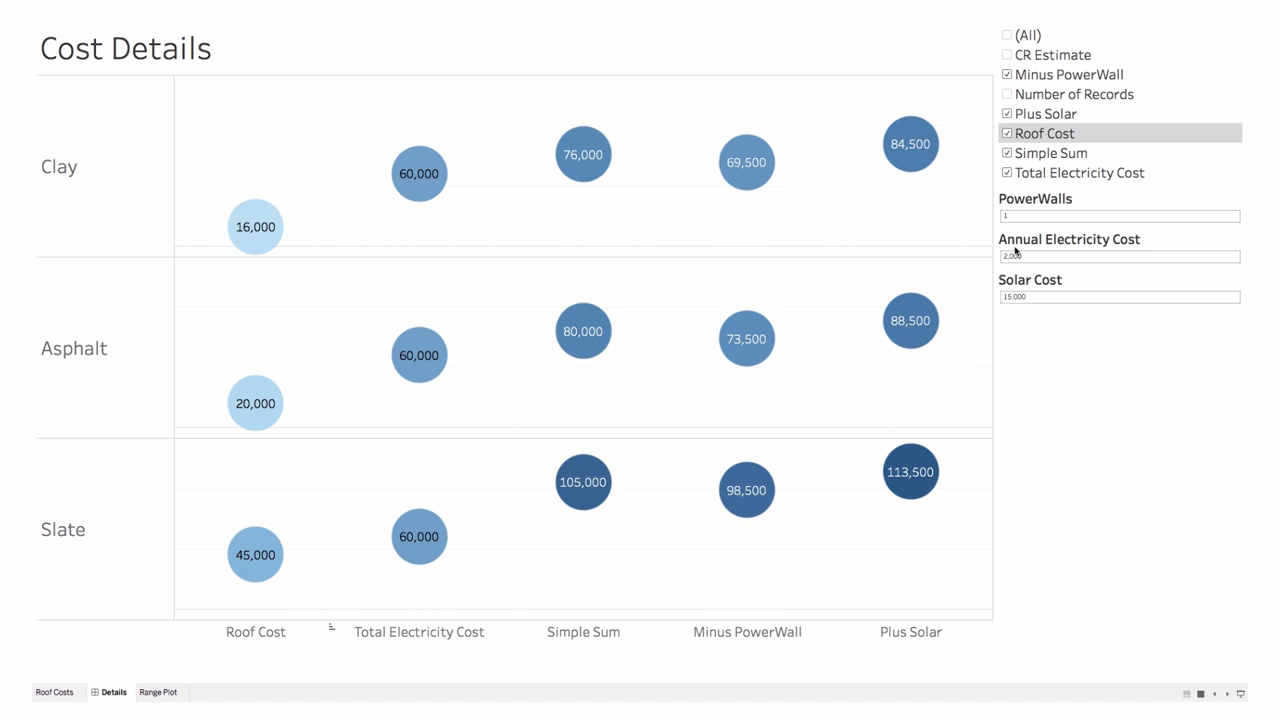 Cost Details
Clay
16,000
60,000
76,000
69,500
84,500
Asphalt
20,000
60,000
80,000
73,500
88,500
Slate
45,000
60,000
105,000
98,500
113,500
Roof Cost
Total Electricity Cost
Simple Sum
Minus PowerWall
Plus Solar
(All)
CR Estimate
Minus PowerWall
Number of Records
Plus Solar
Roof Cost
Simple Sum
Total Electricity Cost
PowerWalls
1
Annual Electricity Cost
2,000
Solar Cost
15,000
Roof Costs
Details
Range Plot